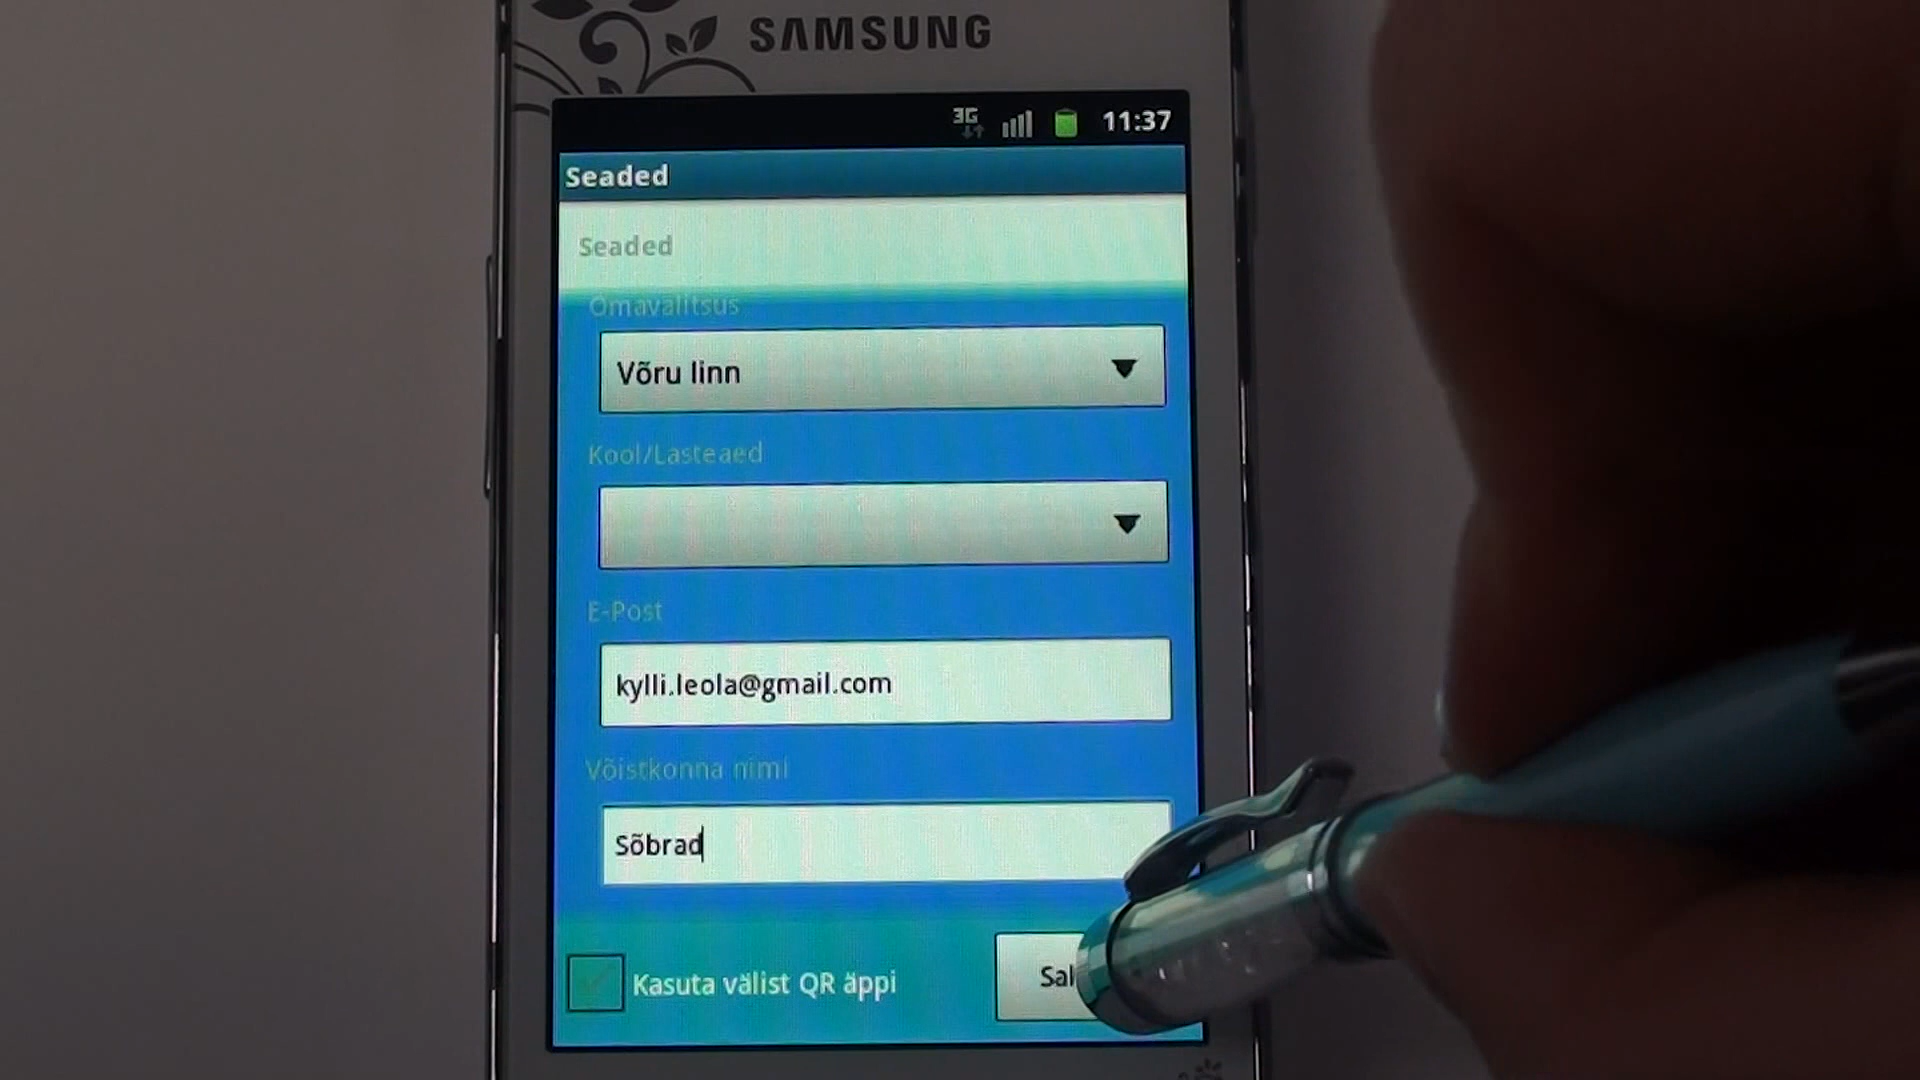 SAMSUNG
3G 11:37
Seaded
Seaded
Omavalitsus
Võru linn
Kool/Lasteaed
E-Post
kylli.leola@gmail.com
Võistkonna nimi
Sõbrad
Kasuta välist QR äppi